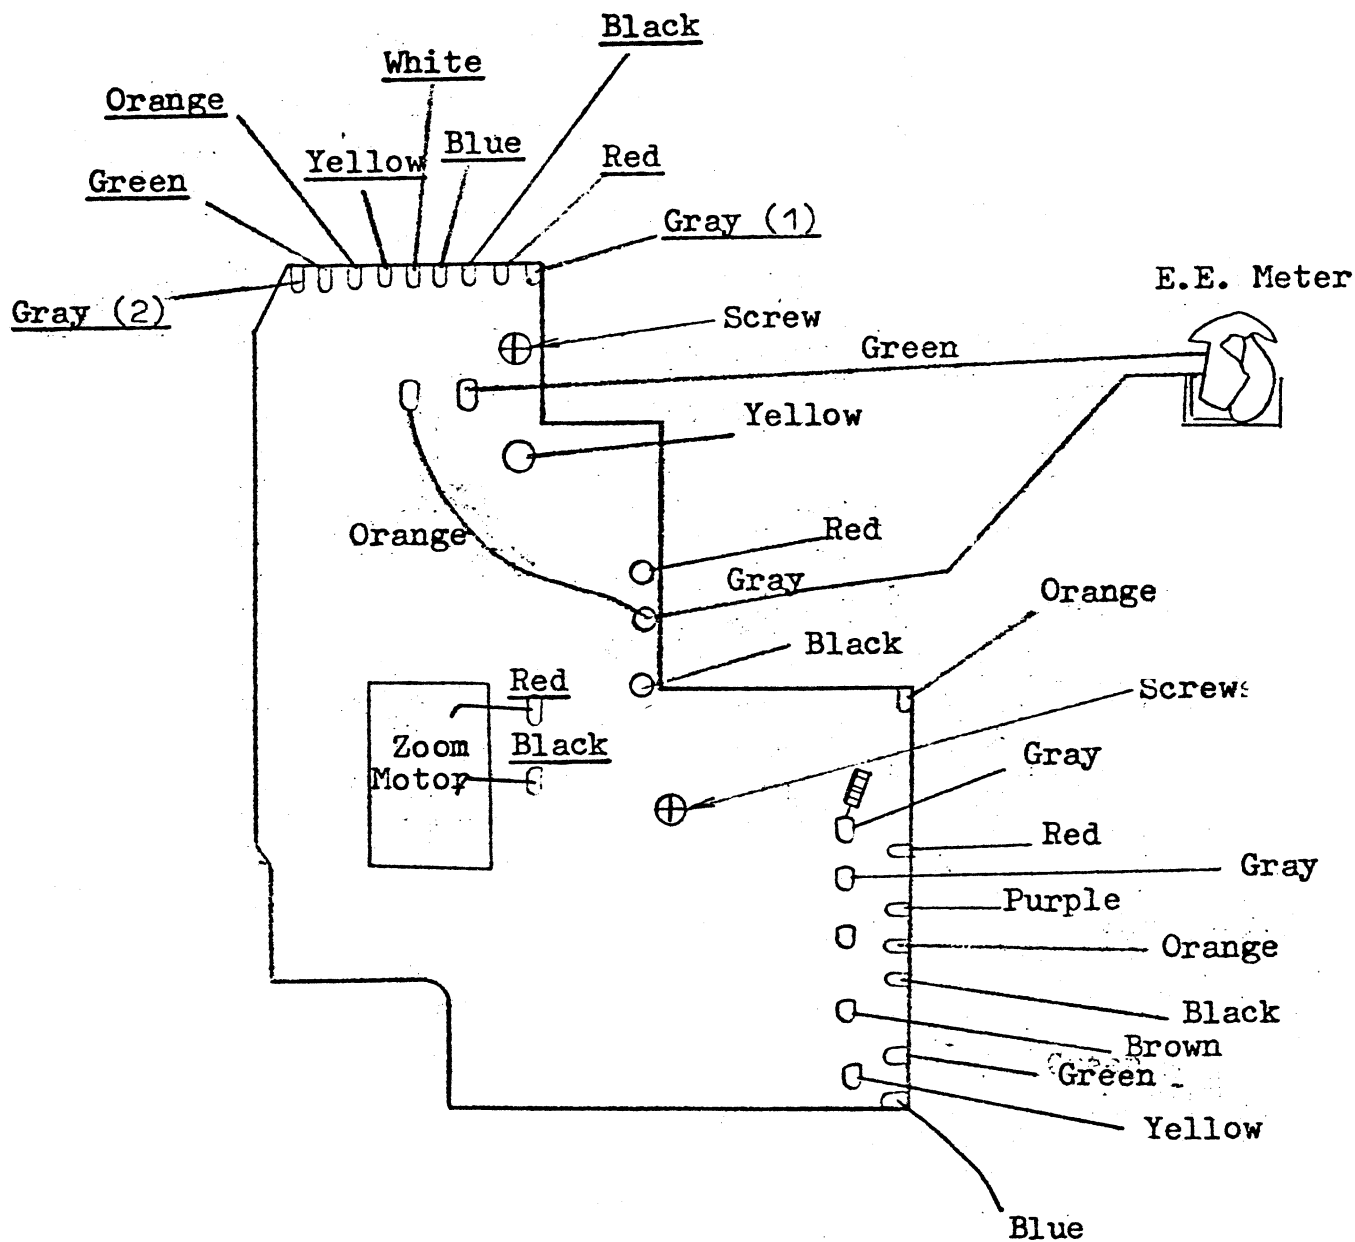 Black
White
Orange
Yellow
Blue
Red
Green
Gray (1)
E.E. Meter
Gray (2)
Screw
Green
Yellow
Orange
Red
Gray
Orange
Black
Red
Screws
Zoom
Black
Motor
Gray
Red
Gray
Purple
Orange
Black
Brown
Green
Yellow
Blue